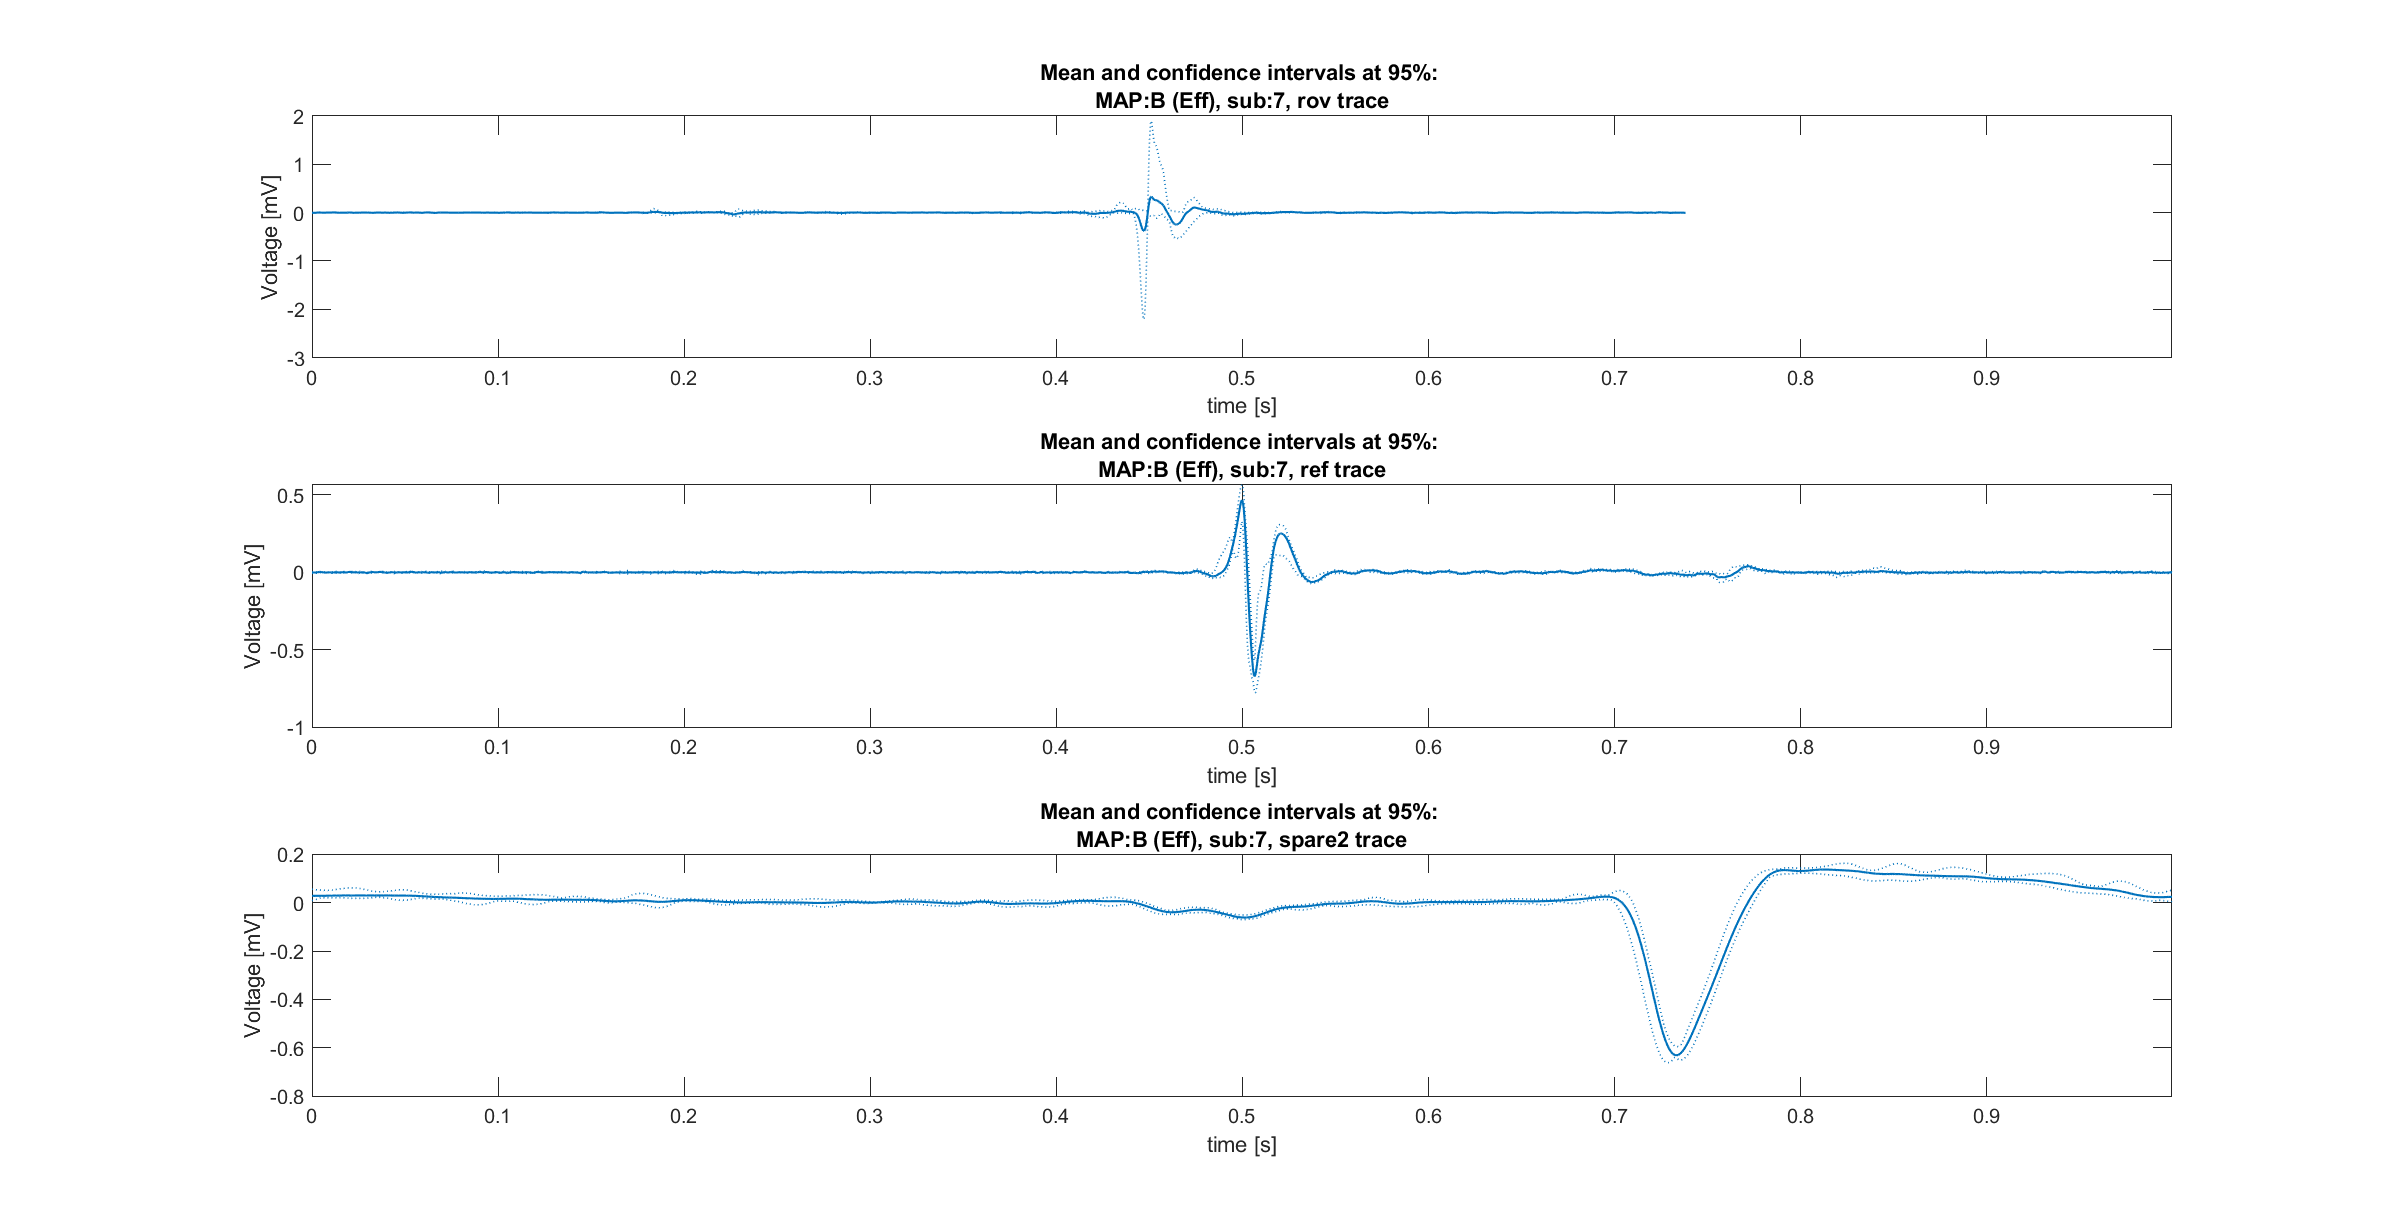 Mean and confidence intervals at 95%:
MAP:B (Eff), sub:7, rov trace
2
1
0
-1
-2
-3
Voltage [mV]
0 0.1 0.2 0.3 0.4 0.5 0.6 0.7 0.8 0.9
time [s]
Mean and confidence intervals at 95%:
MAP:B (Eff), sub:7, ref trace
0.5
0
-0.5
-1
Voltage [mV]
0 0.1 0.2 0.3 0.4 0.5 0.6 0.7 0.8 0.9
time [s]
Mean and confidence intervals at 95%:
MAP:B (Eff), sub:7, spare2 trace
0.2
0
-0.2
-0.4
-0.6
-0.8
Voltage [mV]
0 0.1 0.2 0.3 0.4 0.5 0.6 0.7 0.8 0.9
time [s]